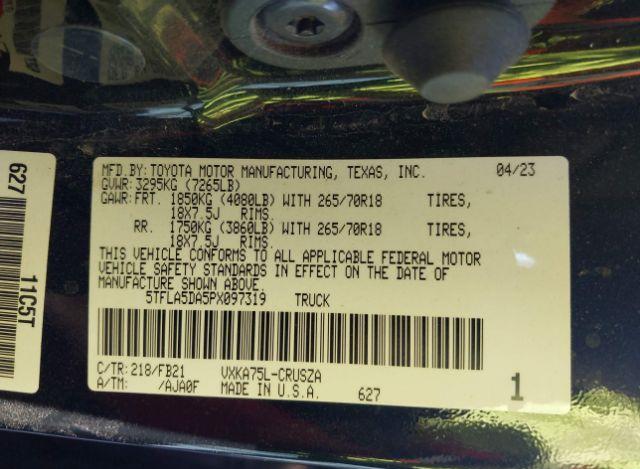 MFD.BY:TOYOTA MOTOR MANUFACTURING, TEXAS, INC. 04/23
GVWR:3295KG (7265LB)
GAWR:FRT. 1850KG (4080LB) WITH 265/70R18 TIRES,
18X7.5J RIMS.
RR. 1750KG (3860LB) WITH 265/70R18 TIRES,
18X7.5J RIMS.
THIS VEHICLE CONFORMS TO ALL APPLICABLE FEDERAL MOTOR
VEHICLE SAFETY STANDARDS IN EFFECT ON THE DATE OF
MANUFACTURE SHOWN ABOVE.
5TFLA5DA5PX097319 TRUCK
C/TR:218/FB21 VXKA75L-CRUSZA
A/TM: /AJA0F MADE IN U.S.A. 627
1
627 11C5T